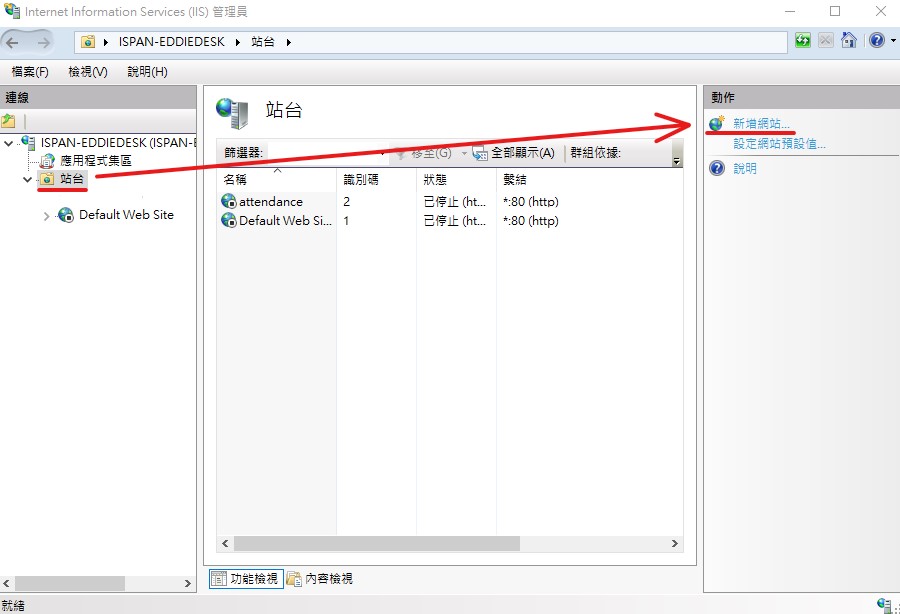 Internet Information Services (IIS) 管理員
ISPAN-EDDIEDESK 站台
檔案(F) 檢視(V) 說明(H)
連線
ISPAN-EDDIEDESK (ISPAN-E
應用程式集區
站台
Default Web Site
站台
篩選器: 移至(G) 全部顯示(A) 群組依據:
名稱 識別碼 狀態 繫結
attendance 2 已停止 (ht... *:80 (http)
Default Web Si... 1 已停止 (ht... *:80 (http)
功能檢視 內容檢視
動作
新增網站...
設定網站預設值...
說明
就緒